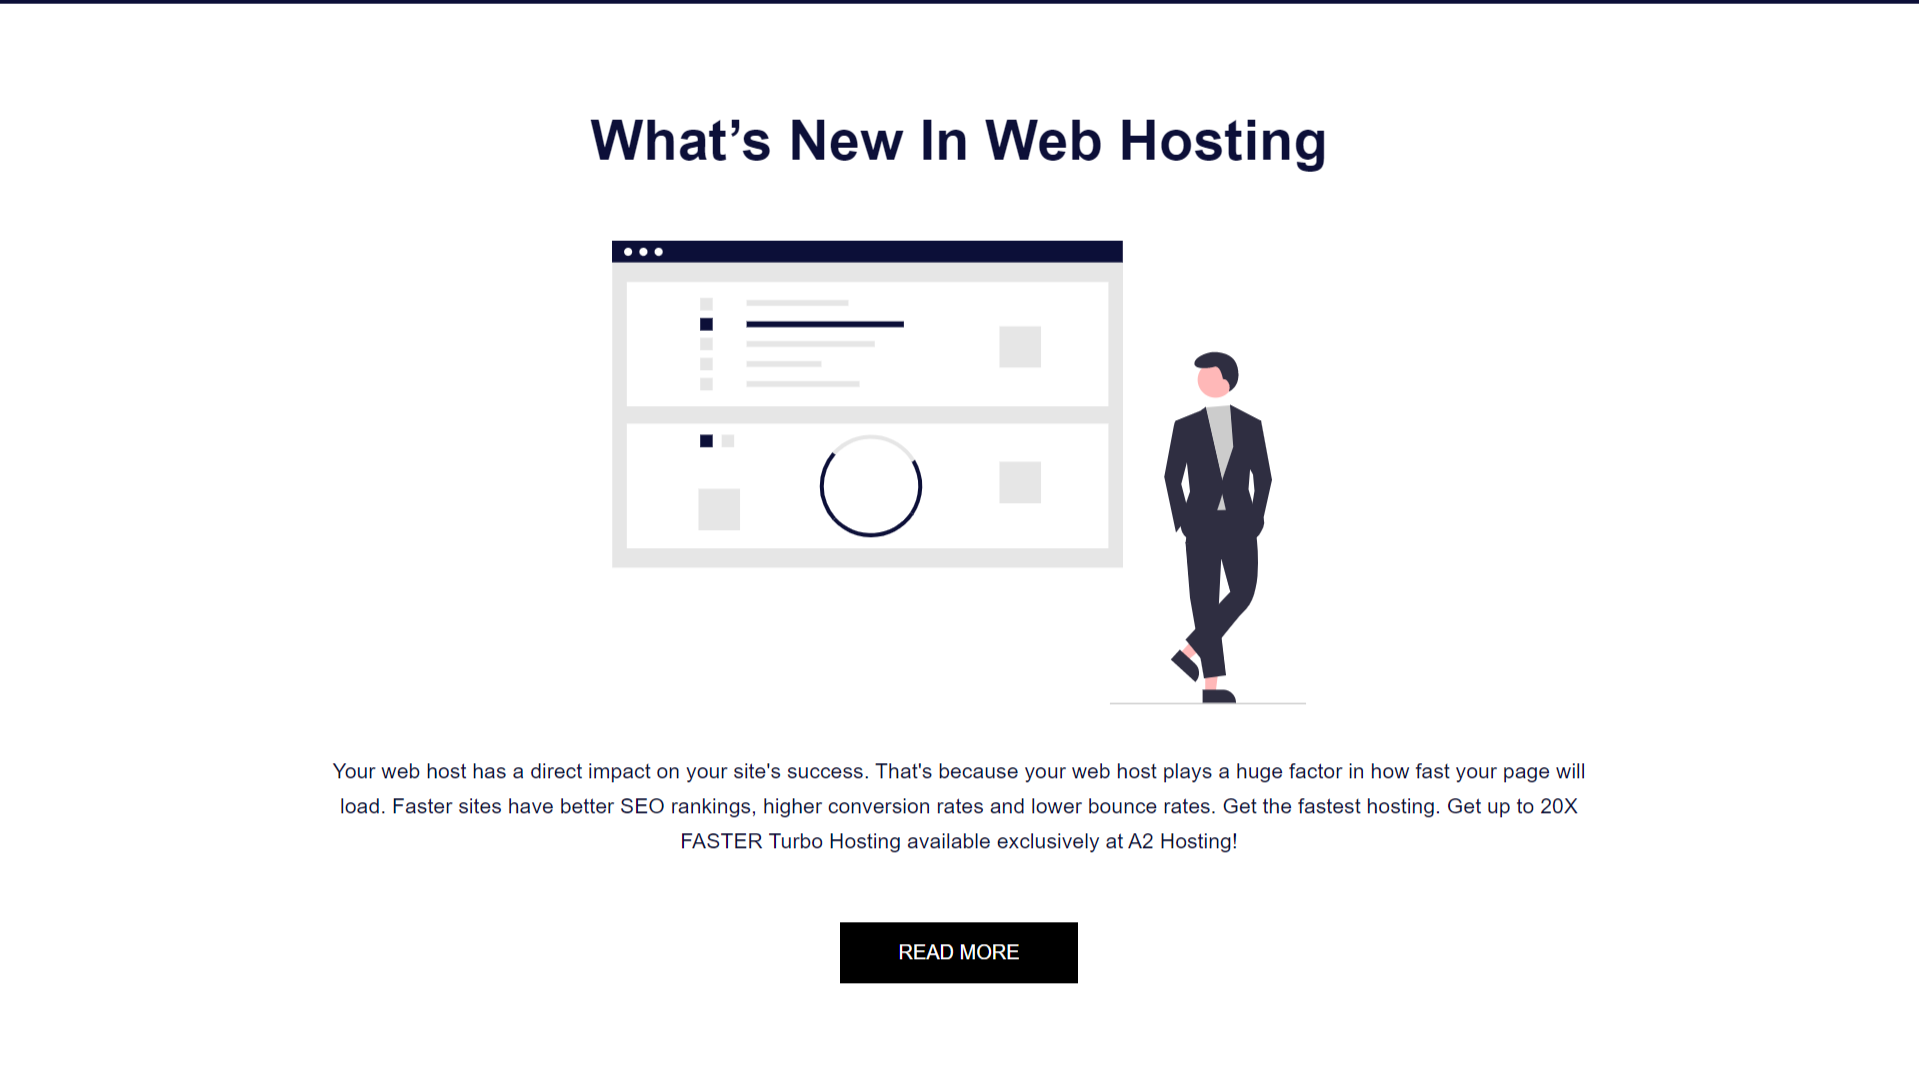 What’s New In Web Hosting
Your web host has a direct impact on your site's success. That's because your web host plays a huge factor in how fast your page will
load. Faster sites have better SEO rankings, higher conversion rates and lower bounce rates. Get the fastest hosting. Get up to 20X
FASTER Turbo Hosting available exclusively at A2 Hosting!
READ MORE